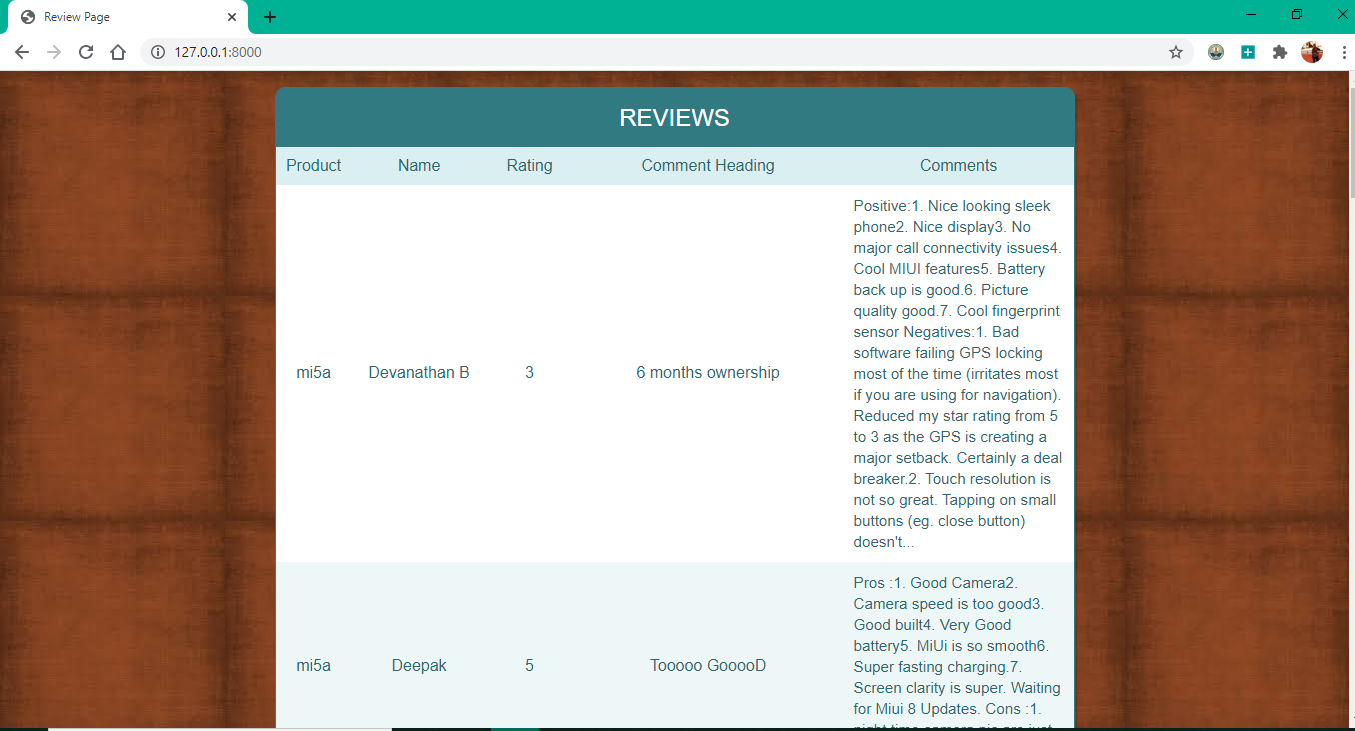 Review Page
127.0.0.1:8000
REVIEWS
Product Name Rating Comment Heading Comments
Positive:1. Nice looking sleek
phone2. Nice display3. No
major call connectivity issues4.
Cool MIUI features5. Battery
back up is good.6. Picture
quality good.7. Cool fingerprint
sensor Negatives:1. Bad
software failing GPS locking
mi5a Devanathan B 3 6 months ownership most of the time (irritates most
if you are using for navigation).
Reduced my star rating from 5
to 3 as the GPS is creating a
major setback. Certainly a deal
breaker.2. Touch resolution is
not so great. Tapping on small
buttons (eg. close button)
doesn't...
Pros :1. Good Camera2.
Camera speed is too good3.
Good built4. Very Good
battery5. MiUi is so smooth6.
mi5a Deepak 5 Tooooo GooooD Super fasting charging.7.
Screen clarity is super. Waiting
for Miui 8 Updates. Cons :1.
night time camera pic are just